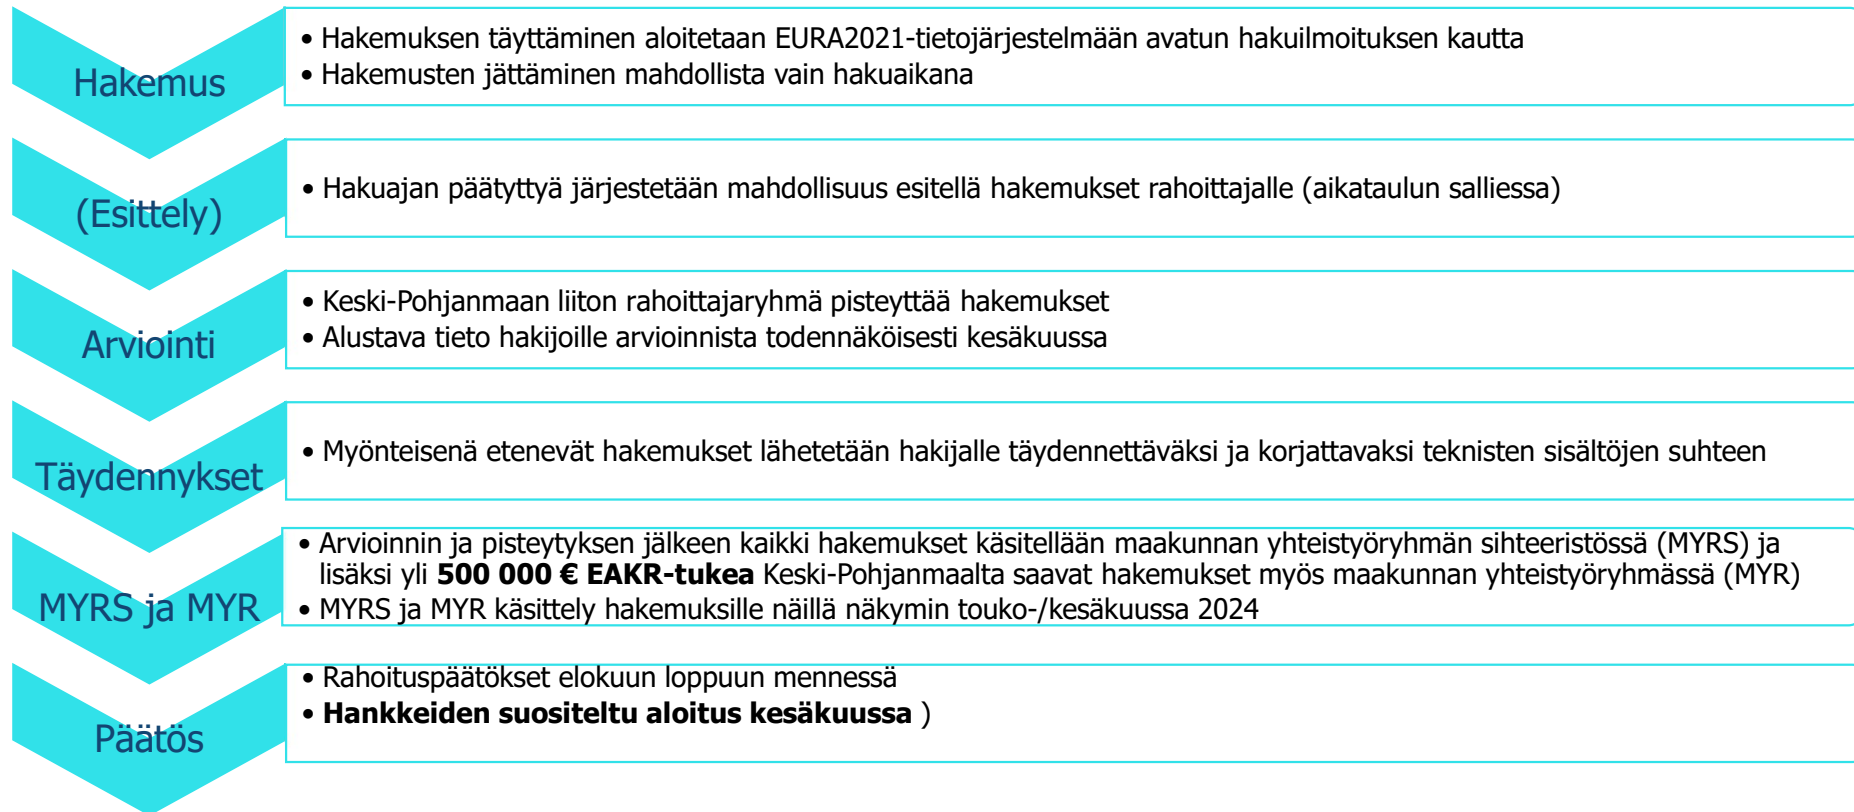 Hakemus
• Hakemuksen täyttäminen aloitetaan EURA2021-tietojärjestelmään avatun hakuilmoituksen kautta
• Hakemusten jättäminen mahdollista vain hakuaikana
(Esittely)
• Hakuajan päätyttyä järjestetään mahdollisuus esitellä hakemukset rahoittajalle (aikataulun salliessa)
Arviointi
• Keski-Pohjanmaan liiton rahoittajaryhmä pisteyttää hakemukset
• Alustava tieto hakijoille arvioinnista todennäköisesti kesäkuussa
Täydennykset
• Myönteisenä etenevät hakemukset lähetetään hakijalle täydennettäväksi ja korjattavaksi teknisten sisältöjen suhteen
MYRS ja MYR
• Arvioinnin ja pisteytyksen jälkeen kaikki hakemukset käsitellään maakunnan yhteistyöryhmän sihteeristössä (MYRS) ja
lisäksi yli 500 000 € EAKR-tukea Keski-Pohjanmaalta saavat hakemukset myös maakunnan yhteistyöryhmässä (MYR)
• MYRS ja MYR käsittely hakemuksille näillä näkymin touko-/kesäkuussa 2024
Päätös
• Rahoituspäätökset elokuun loppuun mennessä
• Hankkeiden suositeltu aloitus kesäkuussa )